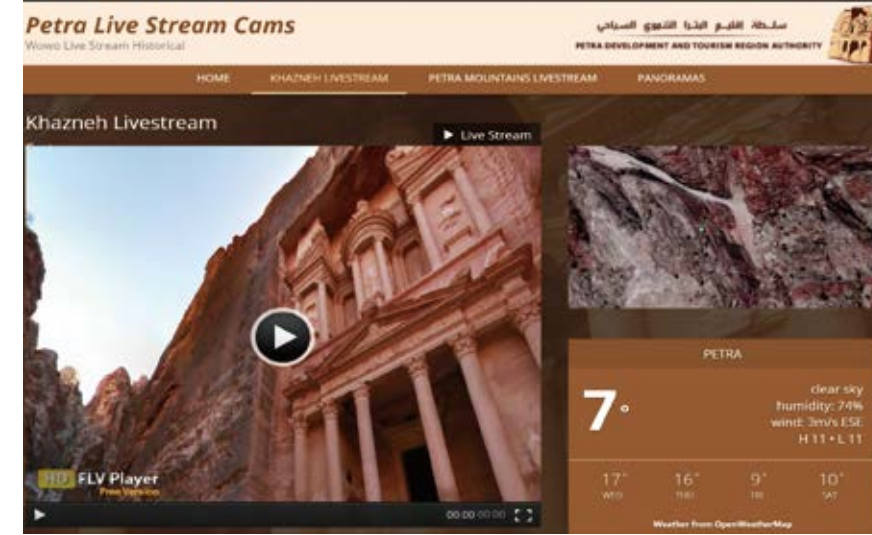 Petra Live Stream Cams
Wowo Live Stream Historical
سلطة اقليم البترا التنموي السياحي
PETRA DEVELOPMENT AND TOURISM REGION AUTHORITY
HOME
KHAZNEH LIVESTREAM
PETRA MOUNTAINS LIVESTREAM
PANORAMAS
Khazneh Livestream
Live Stream
HD FLV Player
Free Version
00:00 00:00
PETRA
7°
clear sky
humidity: 74%
wind: 3m/s ESE
H 11 • L 11
17° 16° 9° 10°
WED THU FRI SAT
Weather from OpenWeatherMap